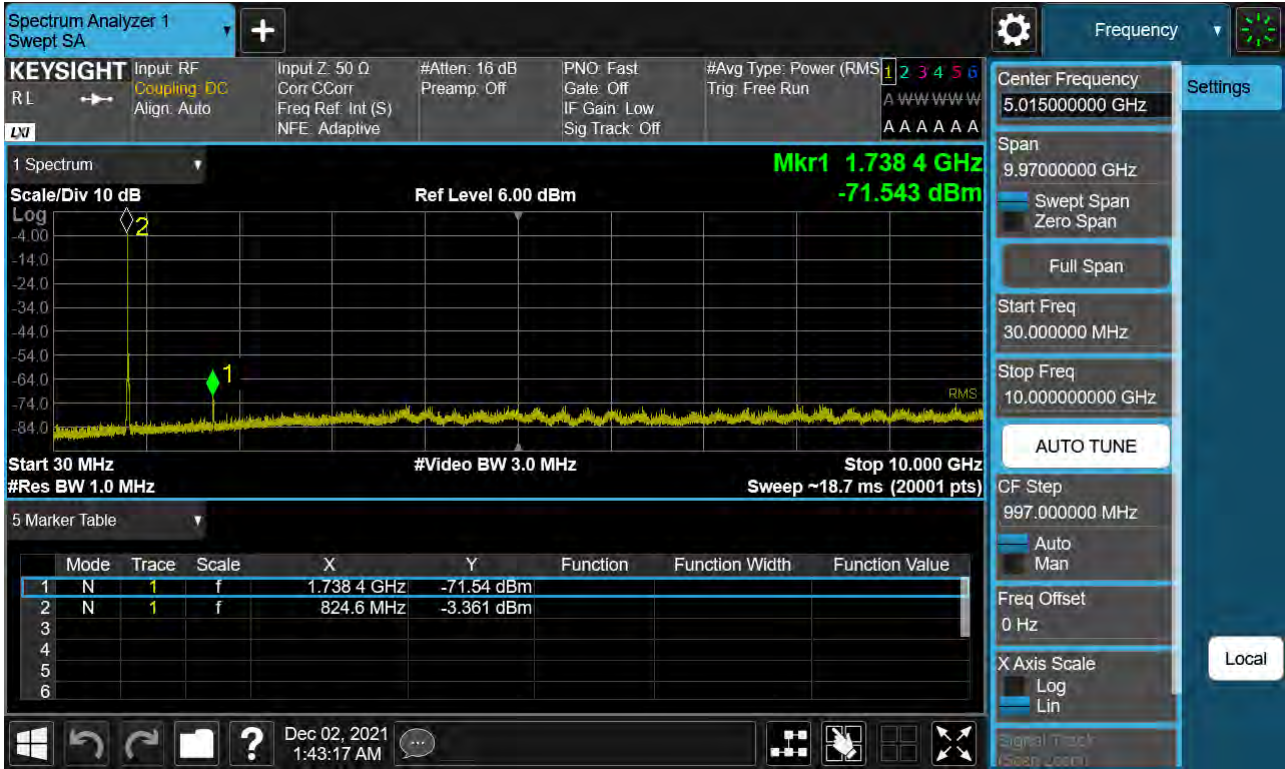 Spectrum Analyzer 1
Swept SA
+
Frequency
KEYSIGHT
RL
LXI
Input: RF
Coupling: DC
Align: Auto
Input Z: 50 Ω
Corr CCorr
Freq Ref: Int (S)
NFE: Adaptive
#Atten: 16 dB
Preamp: Off
PNO: Fast
Gate: Off
IF Gain: Low
Sig Track: Off
#Avg Type: Power (RMS
Trig: Free Run
1 2 3 4 5 6
A W W W W W
A A A A A A
1 Spectrum
Mkr1 1.738 4 GHz
-71.543 dBm
Scale/Div 10 dB
Ref Level 6.00 dBm
Log
2
-4.00
-14.0
-24.0
-34.0
-44.0
-54.0
1
-64.0
RMS
-74.0
-84.0
Start 30 MHz
#Video BW 3.0 MHz
Stop 10.000 GHz
#Res BW 1.0 MHz
Sweep ~18.7 ms (20001 pts)
5 Marker Table
Mode Trace Scale X Y Function Function Width Function Value
1 N 1 f 1.738 4 GHz -71.54 dBm
2 N 1 f 824.6 MHz -3.361 dBm
3
4
5
6
Dec 02, 2021
1:43:17 AM
Center Frequency
5.015000000 GHz
Settings
Span
9.97000000 GHz
Swept Span
Zero Span
Full Span
Start Freq
30.000000 MHz
Stop Freq
10.000000000 GHz
AUTO TUNE
CF Step
997.000000 MHz
Auto
Man
Freq Offset
0 Hz
X Axis Scale
Log
Lin
Signal Track
(Span Zoom)
Local